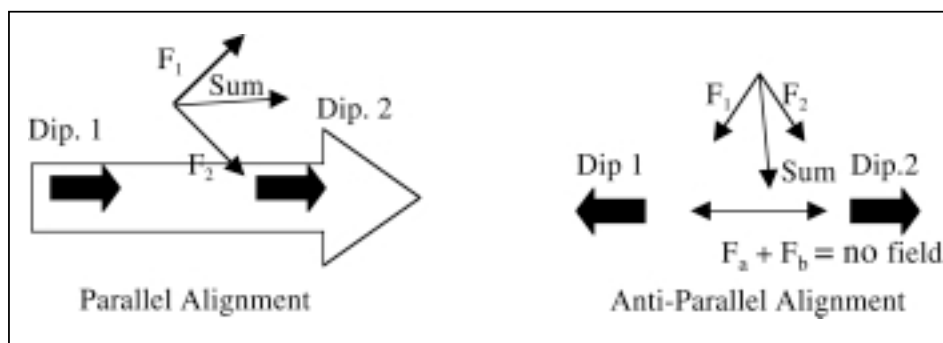 F₁
Sum
Dip. 1
Dip. 2
F₂
Parallel Alignment
F₁
F₂
Dip 1
Sum
Dip.2
Fₐ + F_b = no field
Anti-Parallel Alignment